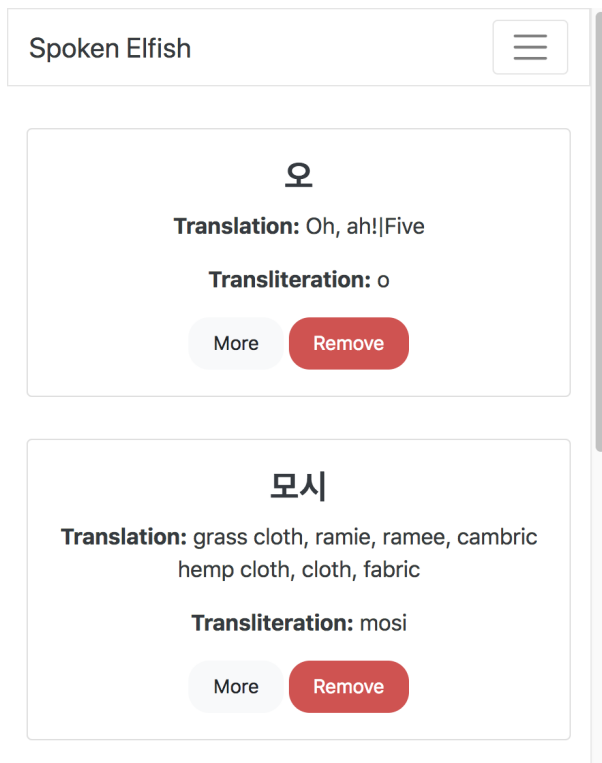 Spoken Elfish
오
Translation: Oh, ah!|Five
Transliteration: o
More Remove
모시
Translation: grass cloth, ramie, ramee, cambric
hemp cloth, cloth, fabric
Transliteration: mosi
More Remove